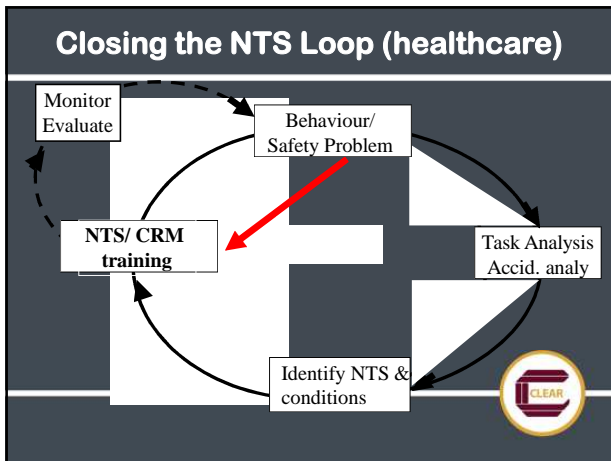 Closing the NTS Loop (healthcare)
Monitor
Evaluate
Behaviour/
Safety Problem
NTS/ CRM
training
Task Analysis
Accid. analy
Identify NTS &
conditions
CLEAR